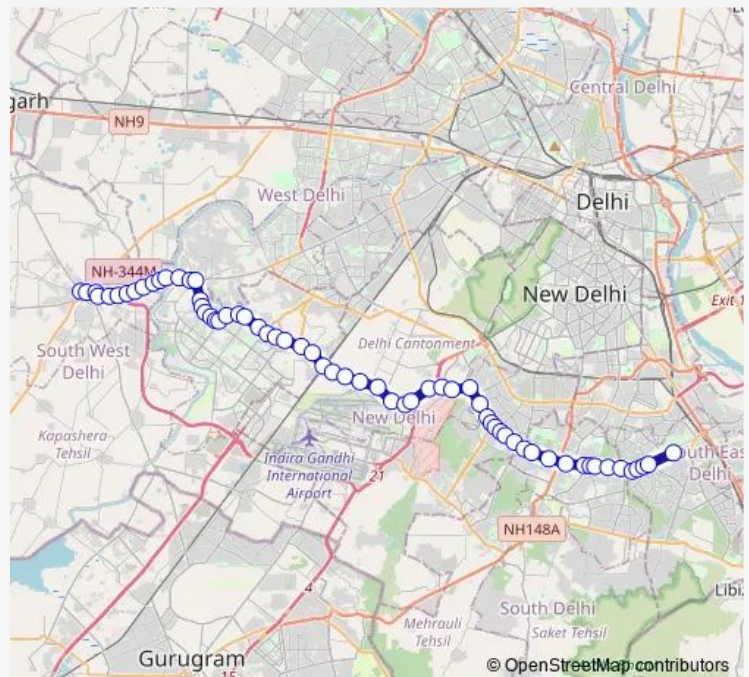 Central Delhi
garh
NH9
West Delhi
Delhi
NH-344M
New Delhi
Exit 1
South West
Delhi
Delhi Cantonment
Kapashera
Tehsil
New Delhi
Indira Gandhi
International
Airport
21
South East
Delhi
NH148A
4
Libi
South Delhi
Mehrauli
Tehsil
Saket Tehsil
Gurugram
15
© OpenStreetMap contributors